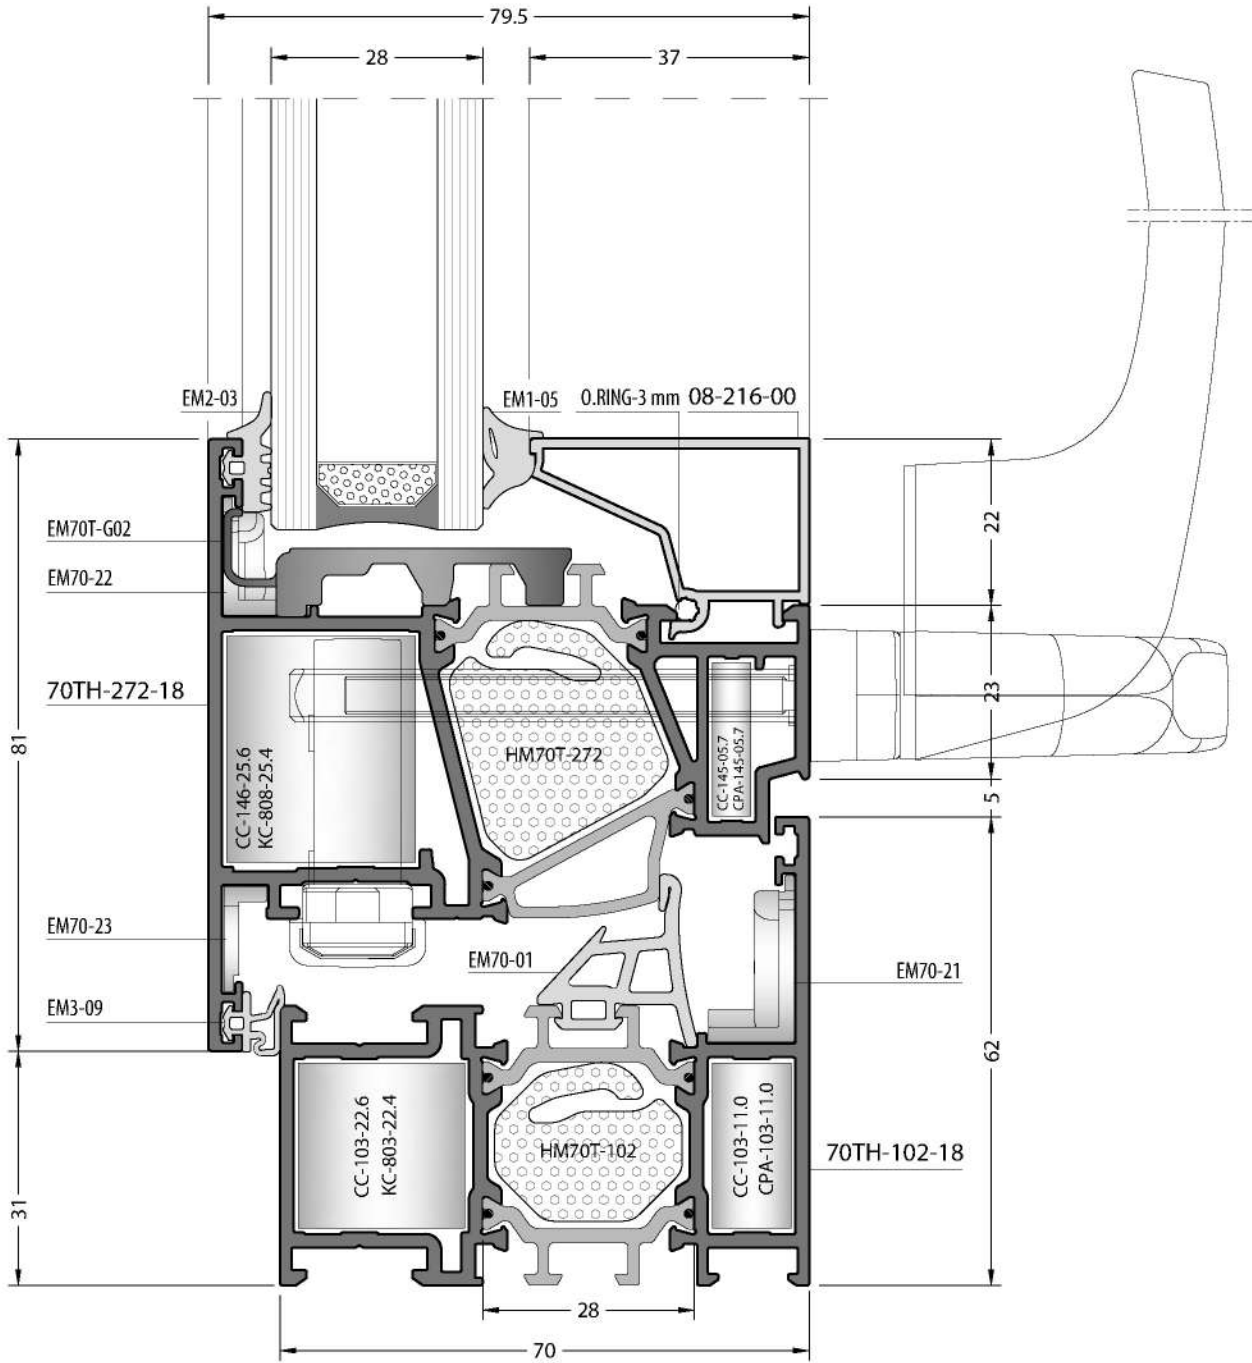 79.5
28
37
EM2-03
EM1-05
O.RING-3 mm
08-216-00
EM70T-G02
EM70-22
22
70TH-272-18
81
CC-146-25.6
KC-808-25.4
HM70T-272
CC-145-05.7
CPA-145-05.7
23
5
EM70-23
EM70-01
EM70-21
EM3-09
62
CC-103-22.6
KC-803-22.4
HM70T-102
CC-103-11.0
CPA-103-11.0
70TH-102-18
31
28
70